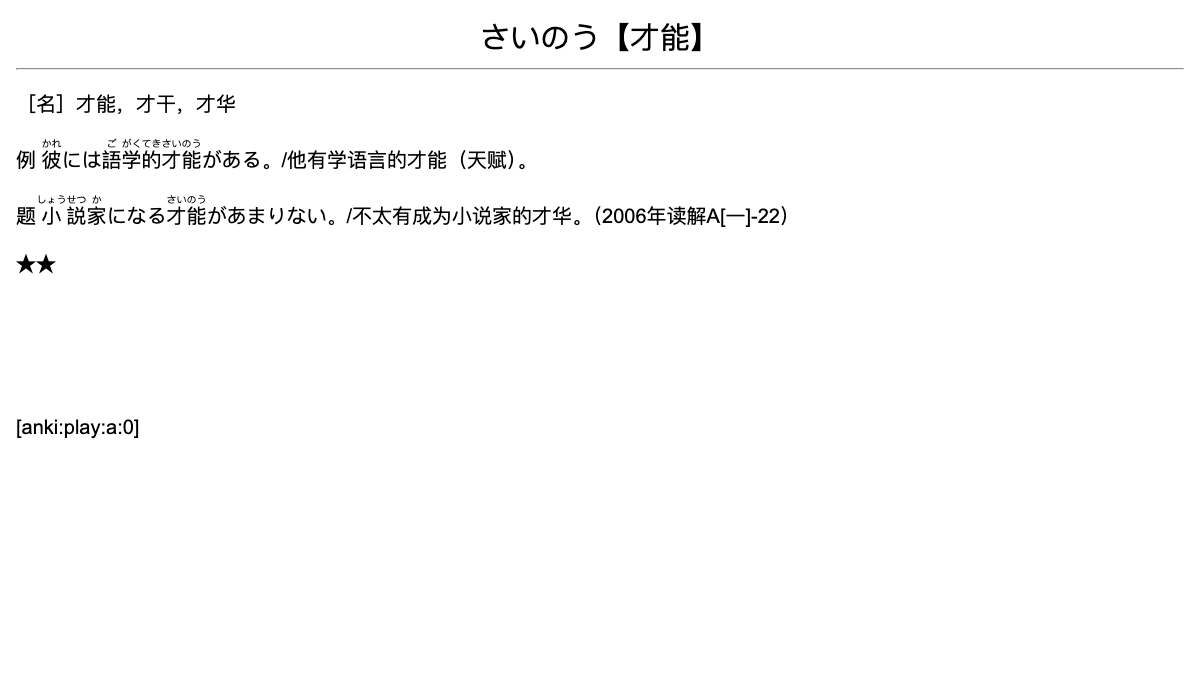 さいのう【才能】
［名］才能，才干，才华
例 彼には語学的才能がある。/他有学语言的才能（天赋）。
题 小説家になる才能があまりない。/不太有成为小说家的才华。（2006年读解A[一]-22）
★★
[anki:play:a:0]